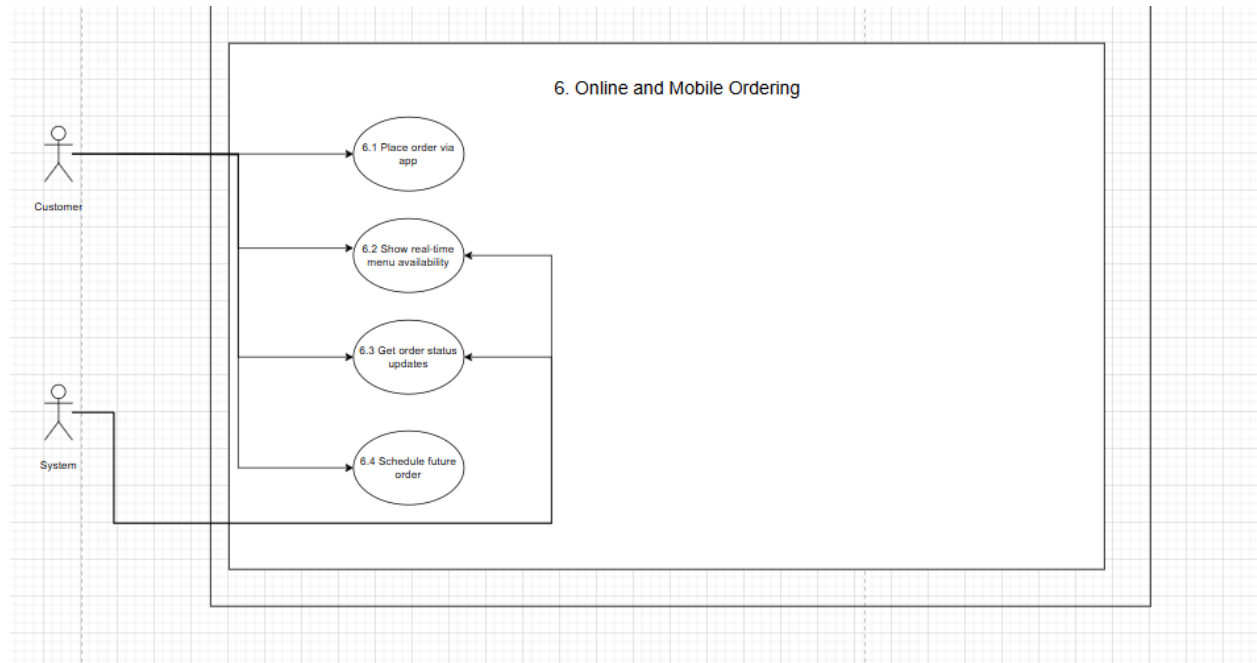 6. Online and Mobile Ordering
6.1 Place order via
app
Customer
6.2 Show real-time
menu availability
6.3 Get order status
updates
System
6.4 Schedule future
order